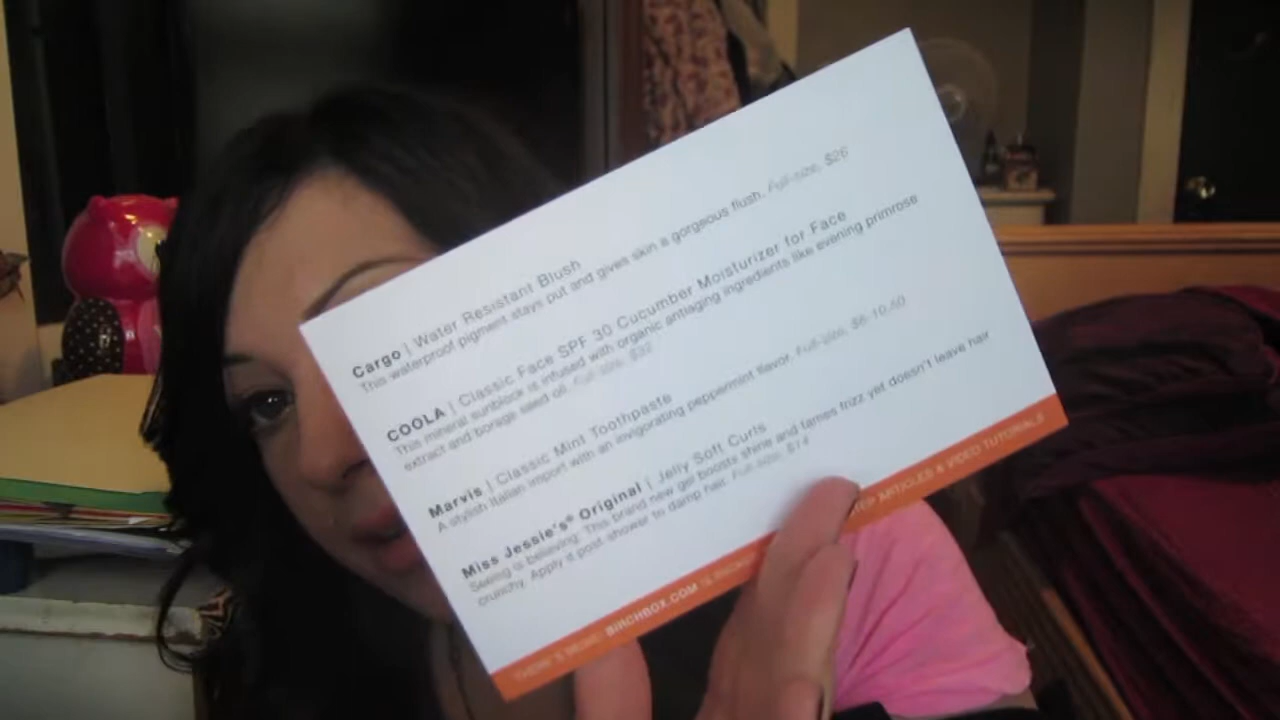 Cargo | Water Resistant Blush
This waterproof pigment stays put and gives skin a gorgeous flush. Full-size, $26
COOLA | Classic Face SPF 30 Cucumber Moisturizer for Face
This mineral sunblock is infused with organic antiaging ingredients like evening primrose
extract and borage seed oil. Full-size, $32
Marvis | Classic Mint Toothpaste
A stylish Italian import with an invigorating peppermint flavor. Full-size, $6-10.50
Miss Jessie's® Original | Jelly Soft Curls
Seeing is believing: This brand new gel boosts shine and tames frizz yet doesn't leave hair
crunchy. Apply it post-shower to damp hair. Full-size, $14
THERE'S MORE: BIRCHBOX.COM IS ARTICLES & VIDEO TUTORIALS